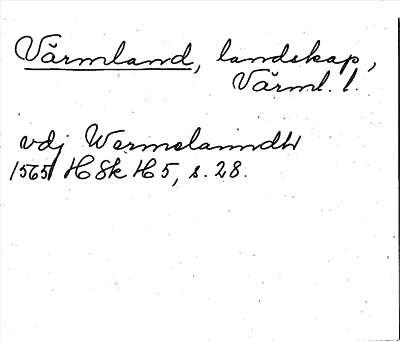 Värmland, landskap,
Värml. l.
vdj Wermelanndh
1565 HSk H5, s. 28.